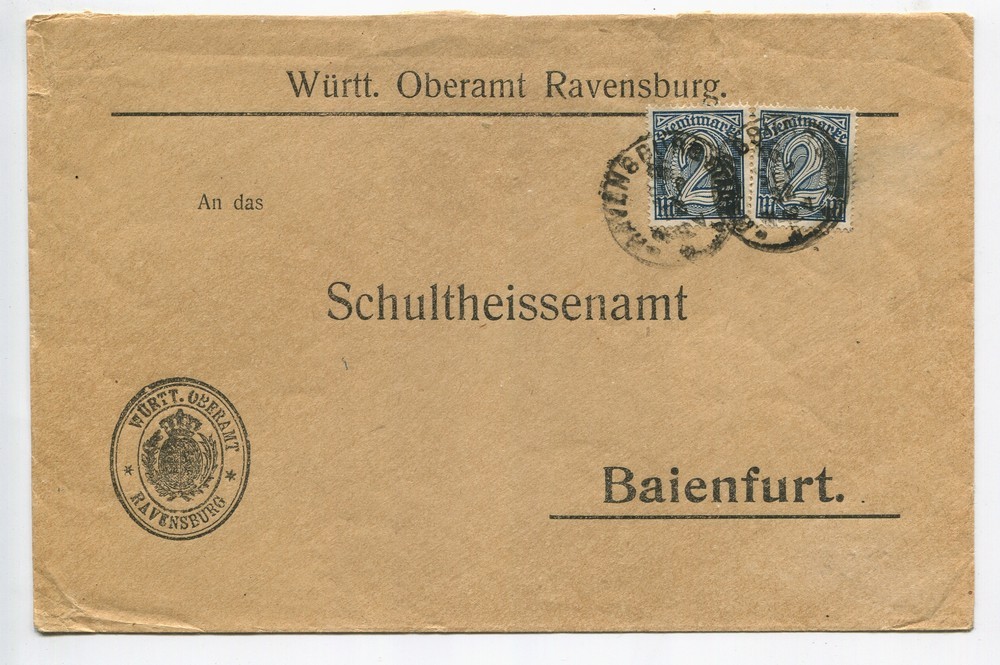 Württ. Oberamt Ravensburg.
Dienstmarke Dienstmarke
2 2
An das
Schultheissenamt
WÜRTT. OBERAMT
* RAVENSBURG *
Baienfurt.